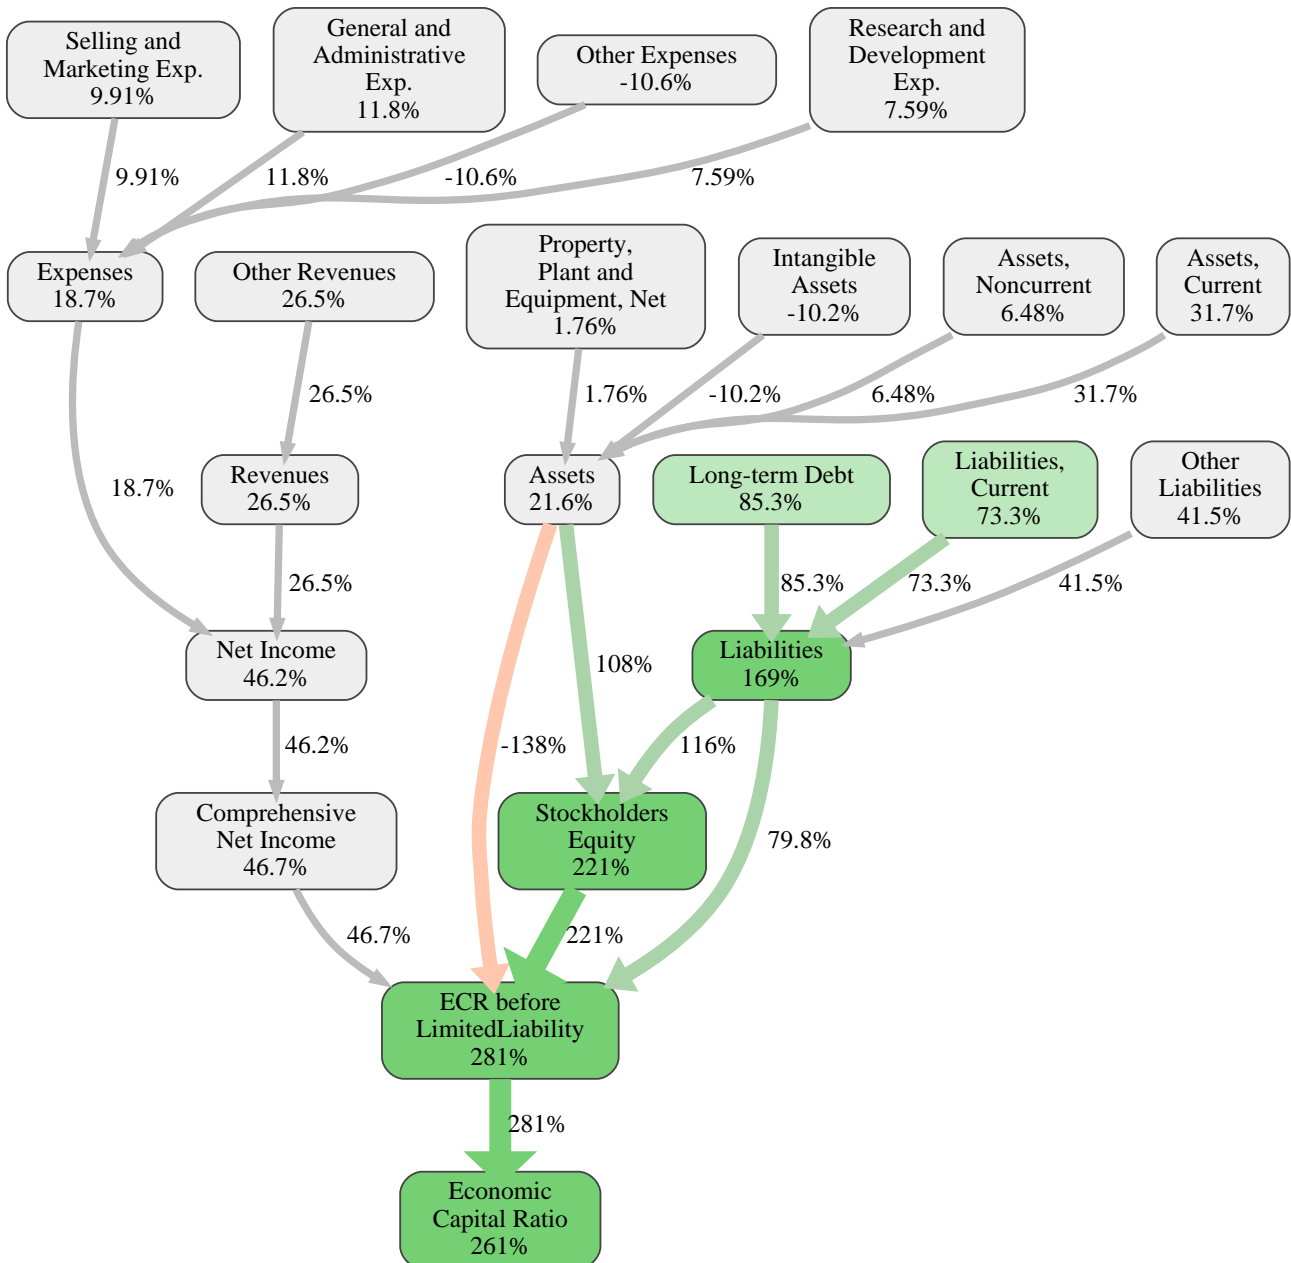 Selling and
Marketing Exp.
9.91%
General and
Administrative
Exp.
11.8%
Other Expenses
-10.6%
Research and
Development
Exp.
7.59%
9.91%
11.8%
-10.6%
7.59%
Expenses
18.7%
Other Revenues
26.5%
Property,
Plant and
Equipment, Net
1.76%
Intangible
Assets
-10.2%
Assets,
Noncurrent
6.48%
Assets,
Current
31.7%
26.5%
1.76%
-10.2%
6.48%
31.7%
18.7%
Revenues
26.5%
Assets
21.6%
Long-term Debt
85.3%
Liabilities,
Current
73.3%
Other
Liabilities
41.5%
26.5%
85.3%
73.3%
41.5%
Net Income
46.2%
108%
Liabilities
169%
46.2%
-138%
116%
Comprehensive
Net Income
46.7%
Stockholders
Equity
221%
79.8%
46.7%
221%
ECR before
LimitedLiability
281%
281%
Economic
Capital Ratio
261%